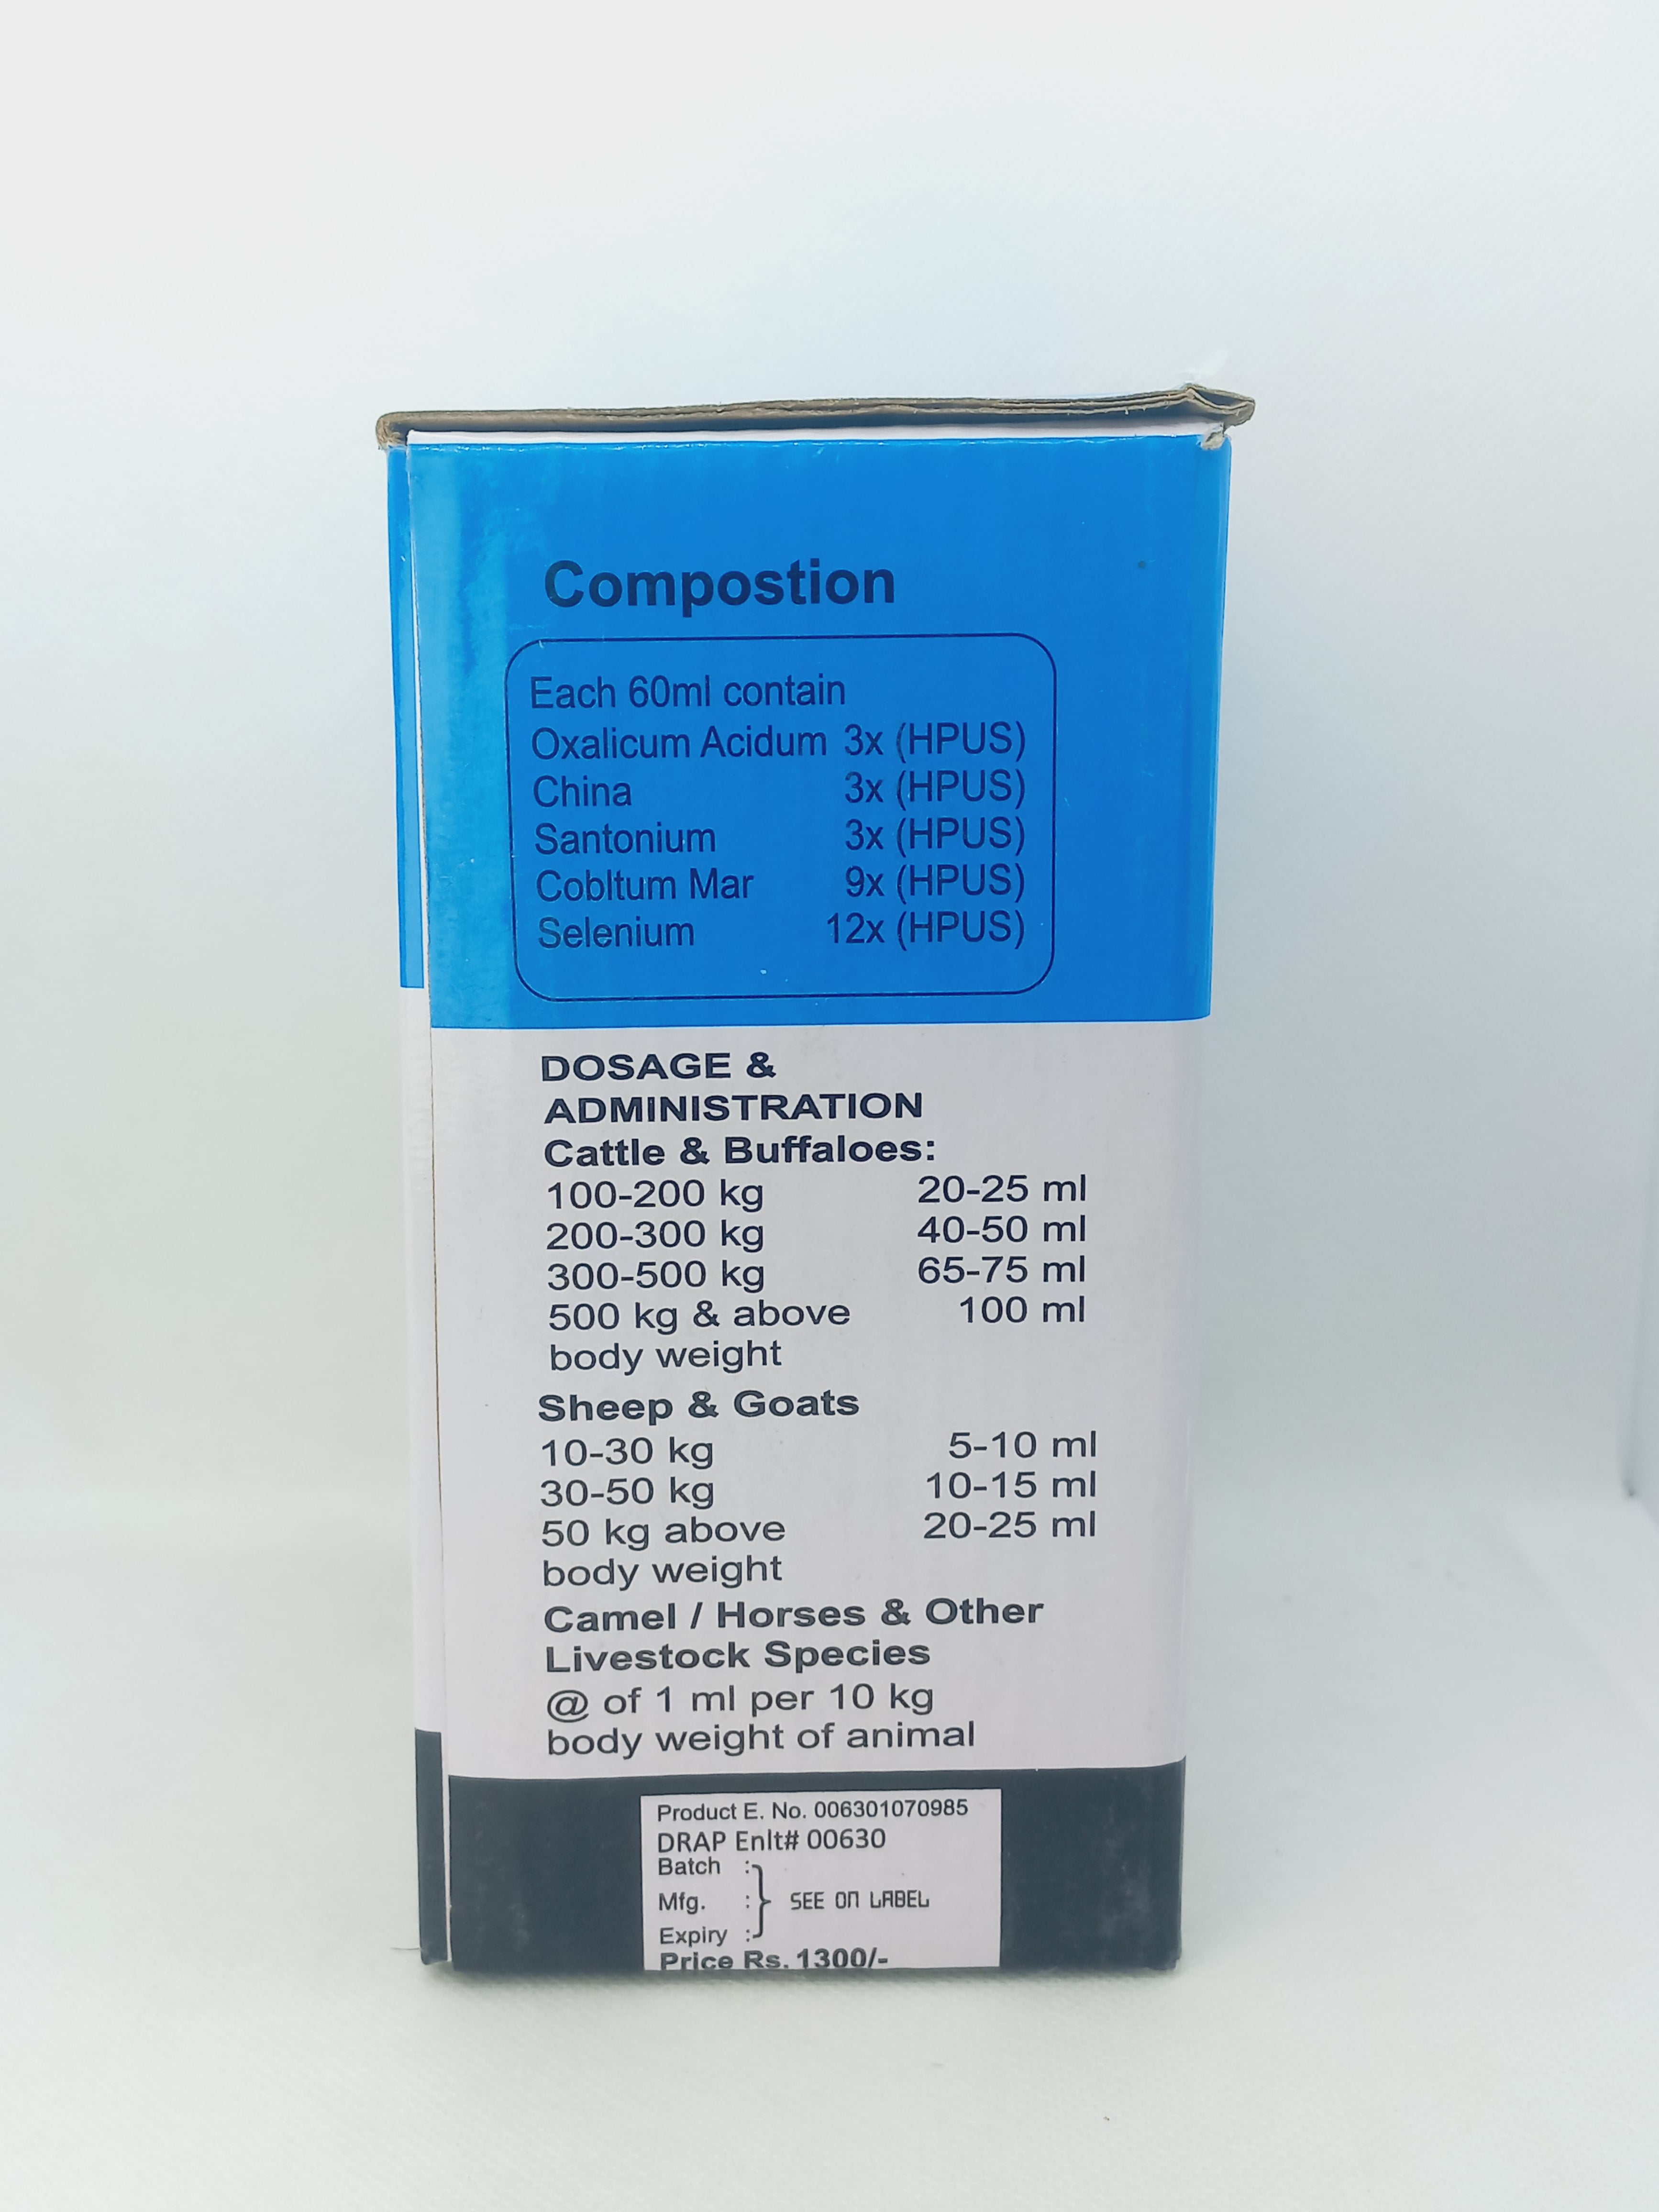 Compostion
Each 60ml contain
Oxalicum Acidum 3x (HPUS)
China 3x (HPUS)
Santonium 3x (HPUS)
Cobltum Mar 9x (HPUS)
Selenium 12x (HPUS)
DOSAGE &
ADMINISTRATION
Cattle & Buffaloes:
100-200 kg 20-25 ml
200-300 kg 40-50 ml
300-500 kg 65-75 ml
500 kg & above 100 ml
body weight
Sheep & Goats
10-30 kg 5-10 ml
30-50 kg 10-15 ml
50 kg above 20-25 ml
body weight
Camel / Horses & Other
Livestock Species
@ of 1 ml per 10 kg
body weight of animal
Product E. No. 006301070985
DRAP Enlt# 00630
Batch :
Mfg. : SEE ON LABEL
Expiry :
Price Rs. 1300/-